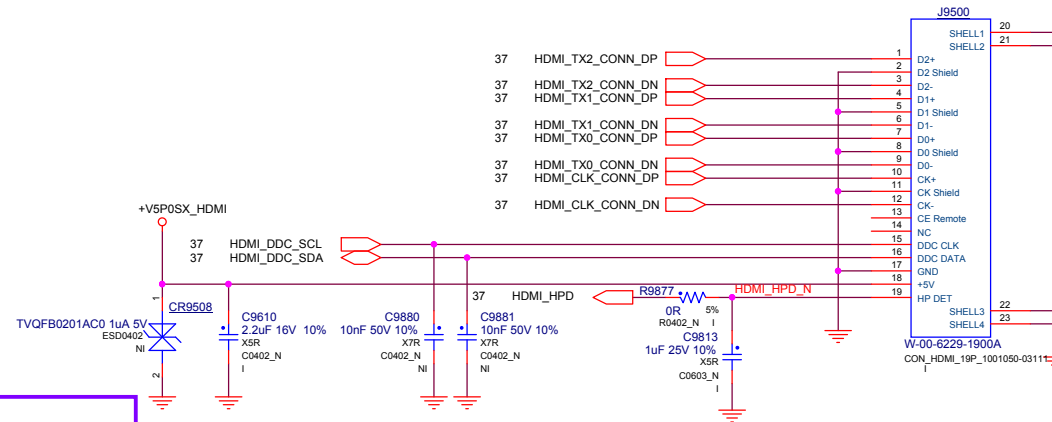 J9500
20
SHELL1
21
SHELL2
37 HDMI_TX2_CONN_DP 1 D2+
2 D2 Shield
37 HDMI_TX2_CONN_DN 3 D2-
37 HDMI_TX1_CONN_DP 4 D1+
5 D1 Shield
37 HDMI_TX1_CONN_DN 6 D1-
37 HDMI_TX0_CONN_DP 7 D0+
8 D0 Shield
37 HDMI_TX0_CONN_DN 9 D0-
37 HDMI_CLK_CONN_DP 10 CK+
11 CK Shield
37 HDMI_CLK_CONN_DN 12 CK-
13 CE Remote
14 NC
+V5P0SX_HDMI
37 HDMI_DDC_SCL 15 DDC CLK
37 HDMI_DDC_SDA 16 DDC DATA
17 GND
18 +5V
37 HDMI_HPD R9877 HDMI_HPD_N 19 HP DET
0R 5%
R0402_N I
22
SHELL3
23
SHELL4
W-00-6229-1900A
CON_HDMI_19P_1001050-03111
I
1
CR9508
TVQFB0201AC0 1uA 5V
ESD0402
NI
2
C9610
2.2uF 16V 10%
X5R
C0402_N
I
C9880
10nF 50V 10%
X7R
C0402_N
NI
C9881
10nF 50V 10%
X7R
C0402_N
NI
C9813
1uF 25V 10%
X5R
C0603_N
I